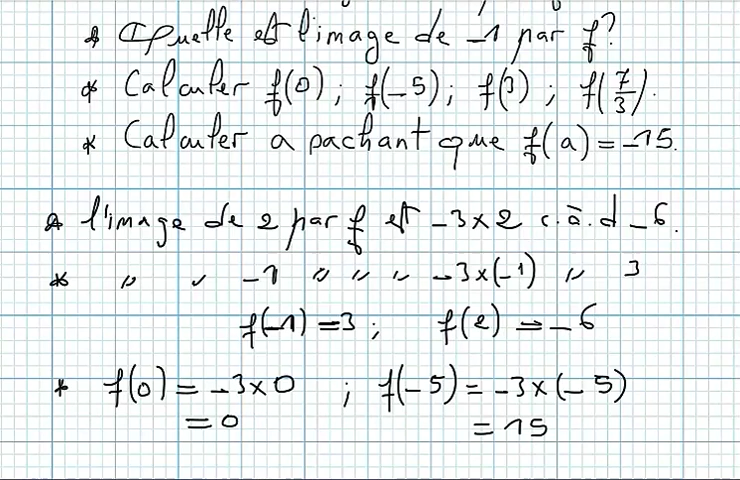 * Quelle est l'image de -1 par f?
* Calculer f(0) ; f(-5) ; f(3) ; f(7/3).
* Calculer a sachant que f(a) = -15.
* l'image de 2 par f est -3×2 c.à.d -6.
* " " -1 " " " -3×(-1) " 3
f(-1) = 3 ; f(2) = -6
* f(0) = -3×0 ; f(-5) = -3×(-5)
= 0 = 15